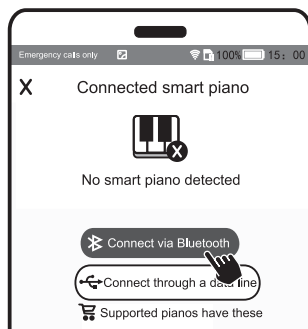 Emergency calls only 100% 15：00
X Connected smart piano
No smart piano detected
Connect via Bluetooth
Connect through a data line
Supported pianos have these